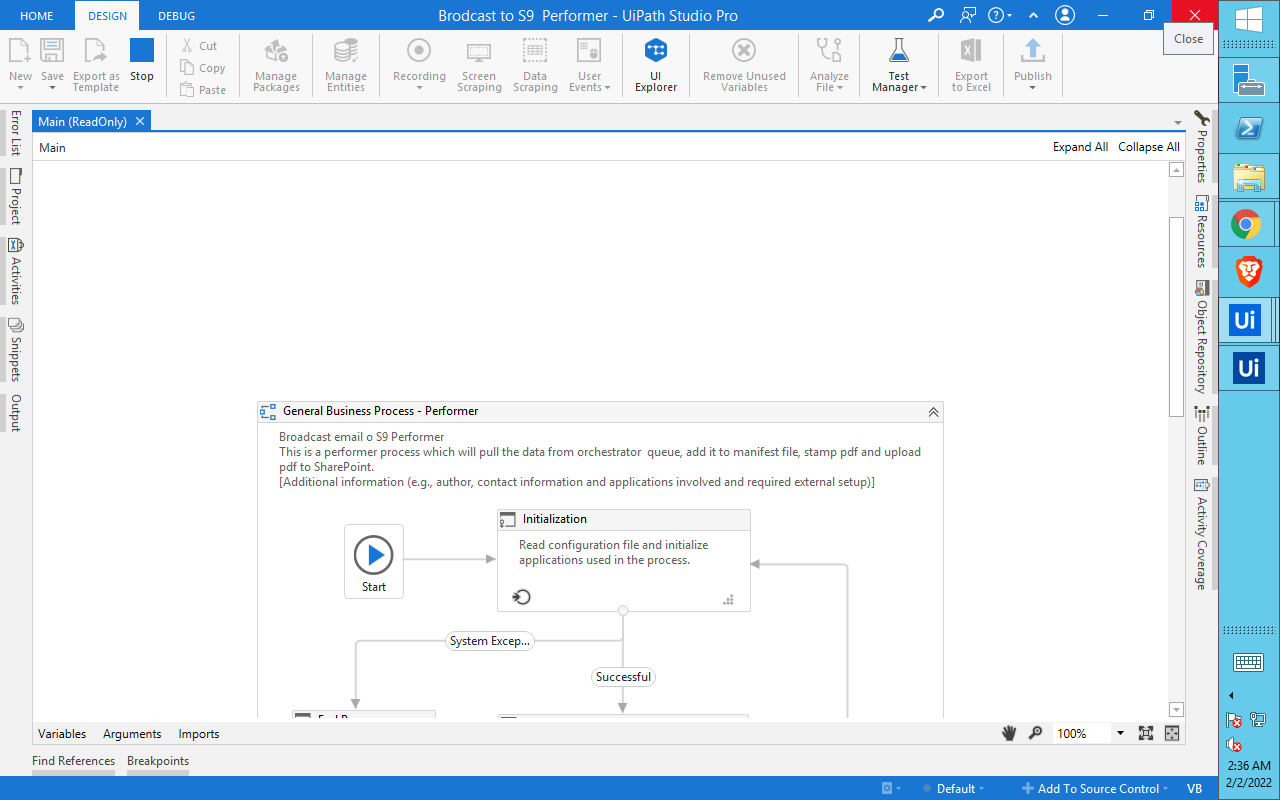 HOME
DESIGN
DEBUG
Brodcast to S9  Performer - UiPath Studio Pro
Close
New
Save
Export as
Template
Stop
Cut
Copy
Paste
Manage
Packages
Manage
Entities
Recording
Screen
Scraping
Data
Scraping
User
Events
UI
Explorer
Remove Unused
Variables
Analyze
File
Test
Manager
Export
to Excel
Publish
Error List
Project
Activities
Snippets
Output
Main (ReadOnly)
Main
Expand All
Collapse All
Properties
Resources
Object Repository
Outline
Activity Coverage
Ui
Ui
General Business Process - Performer
Broadcast email o S9 Performer
This is a performer process which will pull the data from orchestrator  queue, add it to manifest file, stamp pdf and upload
pdf to SharePoint.
[Additional information (e.g., author, contact information and applications involved and required external setup)]
Start
Initialization
Read configuration file and initialize
applications used in the process.
System Excep...
Successful
Variables
Arguments
Imports
100%
Find References
Breakpoints
Default
Add To Source Control
VB
2:36 AM
2/2/2022